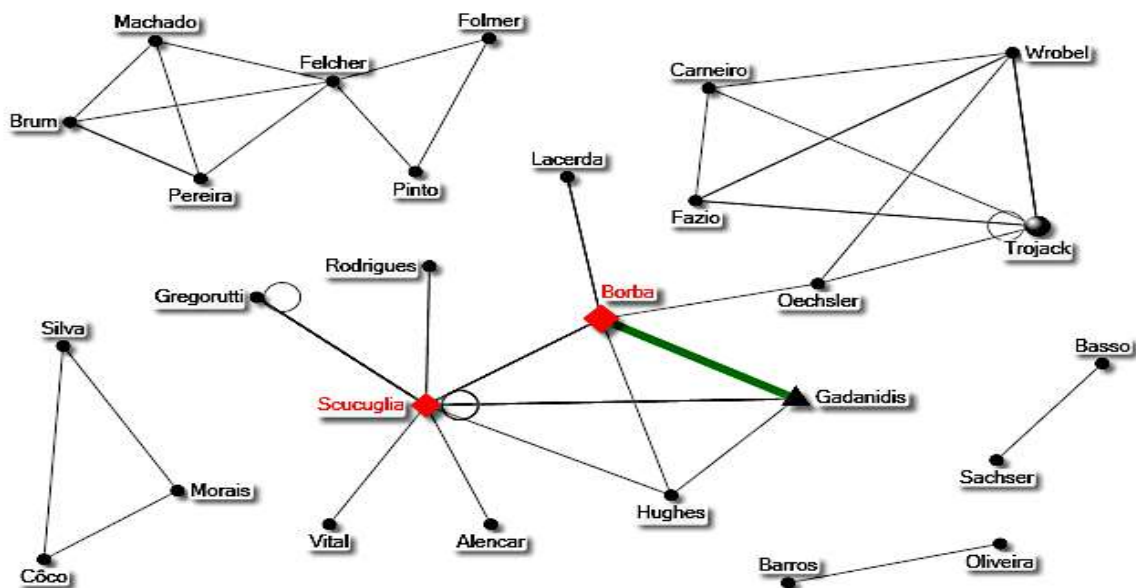 Machado
Folmer
Felcher
Wrobel
Carneiro
Brum
Lacerda
Pereira
Pinto
Fazio
Trojack
Rodrigues
Gregorutti
Borba
Oechsler
Silva
Basso
Scucuglia
Gadanidis
Sachser
Morais
Hughes
Vital
Alencar
Oliveira
Barros
Côco